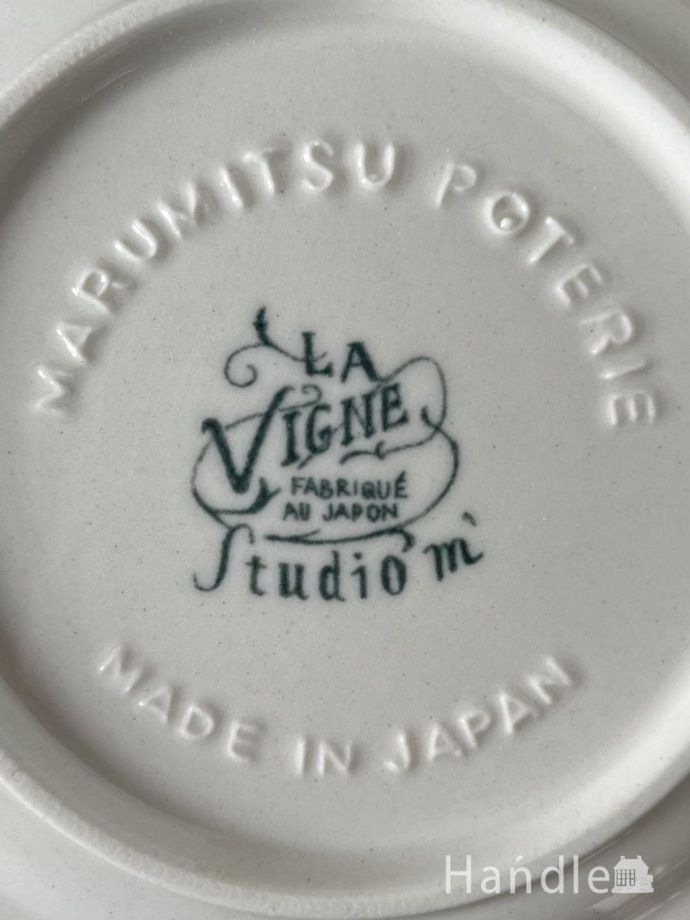 MARUMITSU POTERIE
LA
VIGNE
FABRIQUÉ
AU JAPON
Studio m'
MADE IN JAPAN
Handle